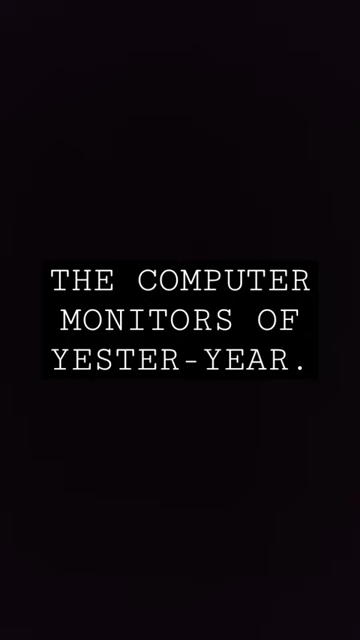 THE COMPUTER
MONITORS OF
YESTER-YEAR.